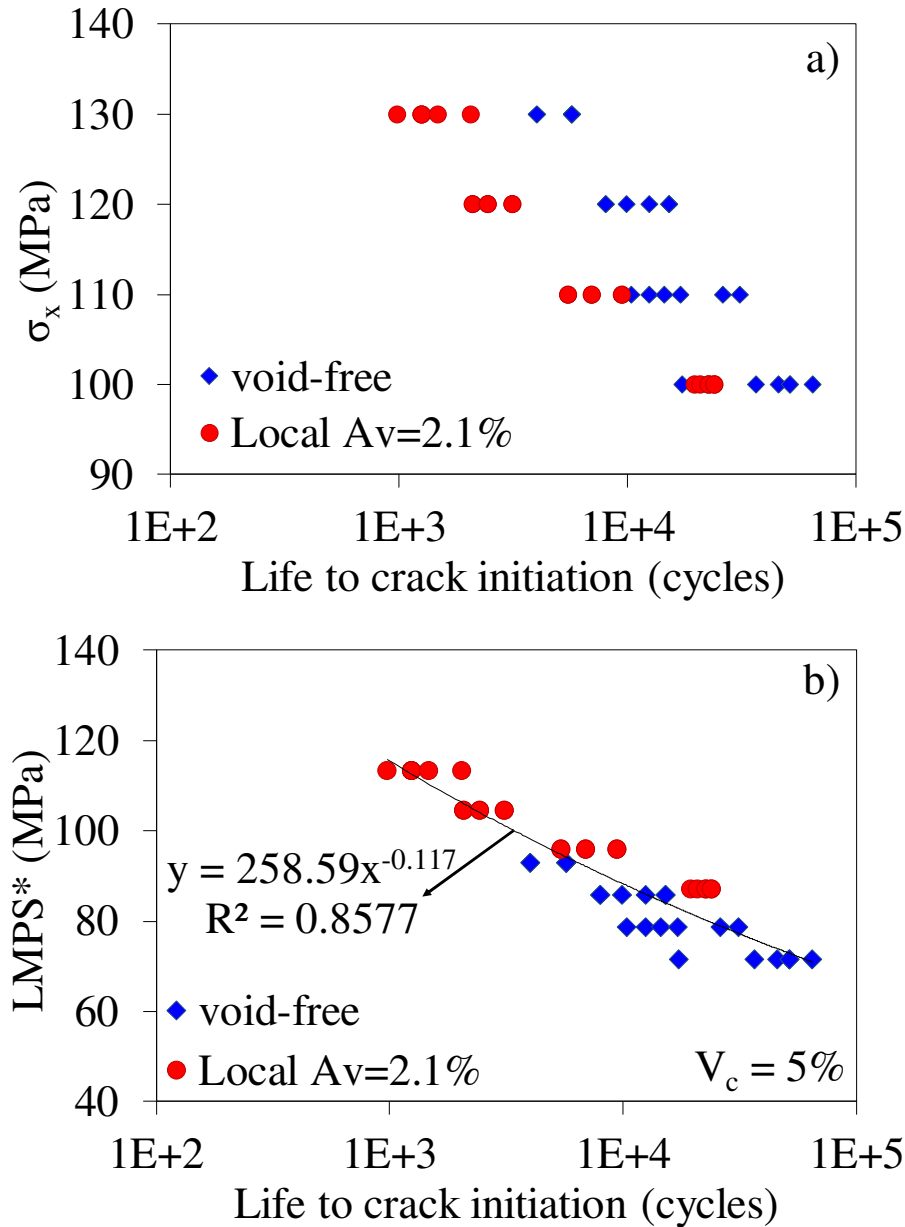 a)
140
130
120
110
100
90
σx (MPa)
void-free
Local Av=2.1%
1E+2 1E+3 1E+4 1E+5
Life to crack initiation (cycles)
b)
140
120
100
80
60
40
LMPS* (MPa)
y = 258.59x^-0.117
R² = 0.8577
void-free
Local Av=2.1%
Vc = 5%
1E+2 1E+3 1E+4 1E+5
Life to crack initiation (cycles)